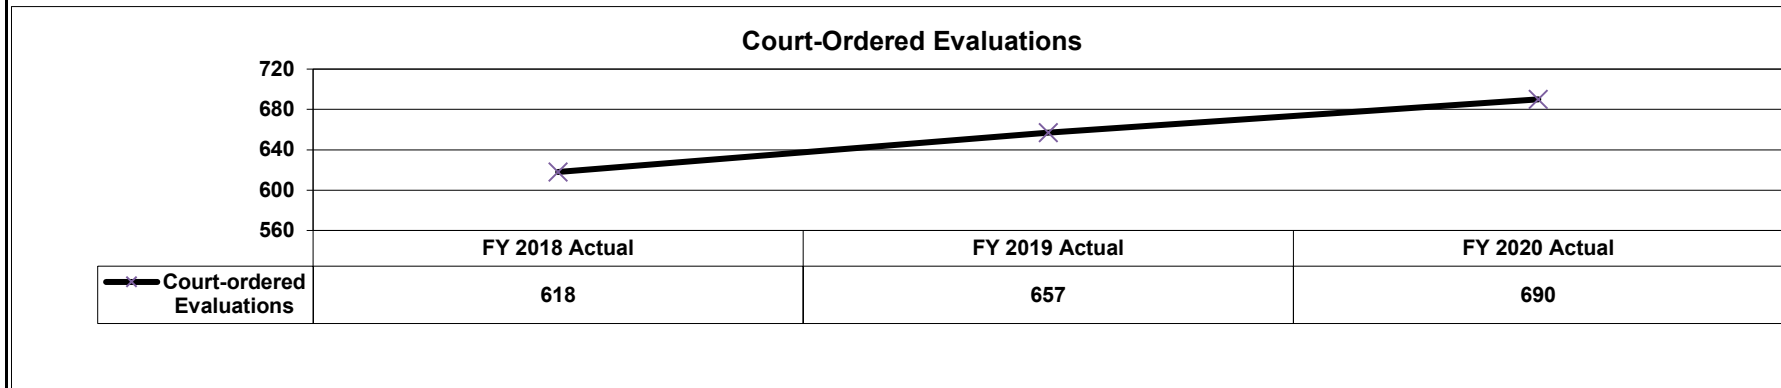 Court-Ordered Evaluations
720
680
640
600
560
FY 2018 Actual FY 2019 Actual FY 2020 Actual
Court-ordered
Evaluations
618 657 690